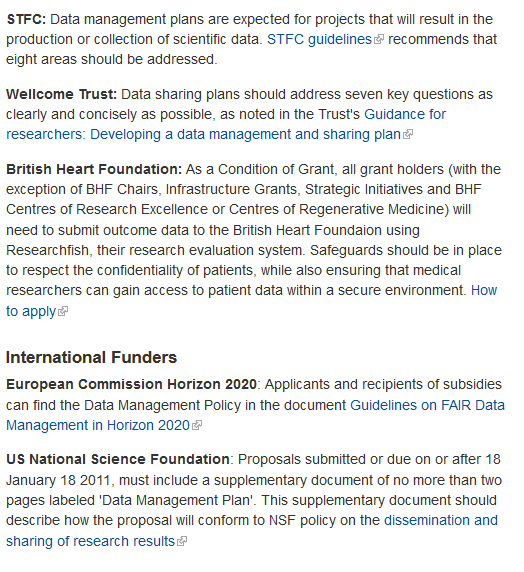 STFC: Data management plans are expected for projects that will result in the
production or collection of scientific data. STFC guidelines recommends that
eight areas should be addressed.
Wellcome Trust: Data sharing plans should address seven key questions as
clearly and concisely as possible, as noted in the Trust's Guidance for
researchers: Developing a data management and sharing plan
British Heart Foundation: As a Condition of Grant, all grant holders (with the
exception of BHF Chairs, Infrastructure Grants, Strategic Initiatives and BHF
Centres of Research Excellence or Centres of Regenerative Medicine) will
need to submit outcome data to the British Heart Foundaion using
Researchfish, their research evaluation system. Safeguards should be in place
to respect the confidentiality of patients, while also ensuring that medical
researchers can gain access to patient data within a secure environment. How
to apply
International Funders
European Commission Horizon 2020: Applicants and recipients of subsidies
can find the Data Management Policy in the document Guidelines on FAIR Data
Management in Horizon 2020
US National Science Foundation: Proposals submitted or due on or after 18
January 18 2011, must include a supplementary document of no more than two
pages labeled 'Data Management Plan'. This supplementary document should
describe how the proposal will conform to NSF policy on the dissemination and
sharing of research results